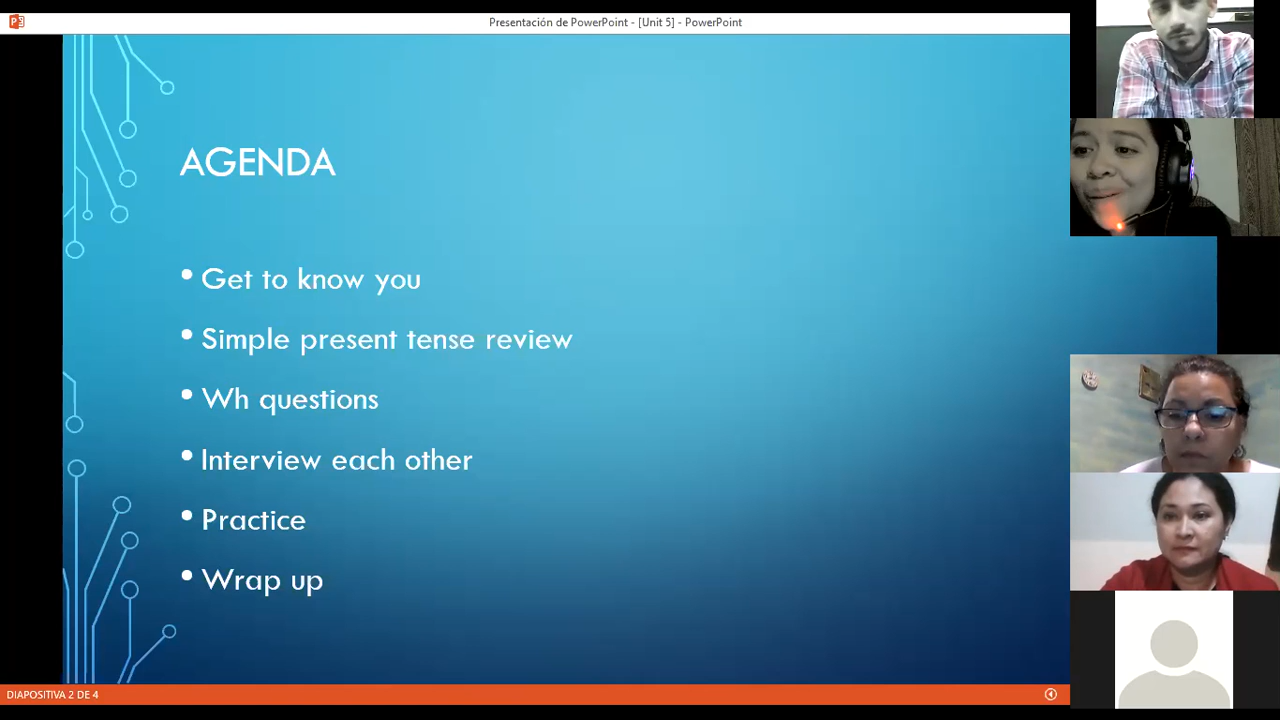 Presentación de PowerPoint - [Unit 5] - PowerPoint
AGENDA
• Get to know you
• Simple present tense review
• Wh questions
• Interview each other
• Practice
• Wrap up
DIAPOSITIVA 2 DE 4